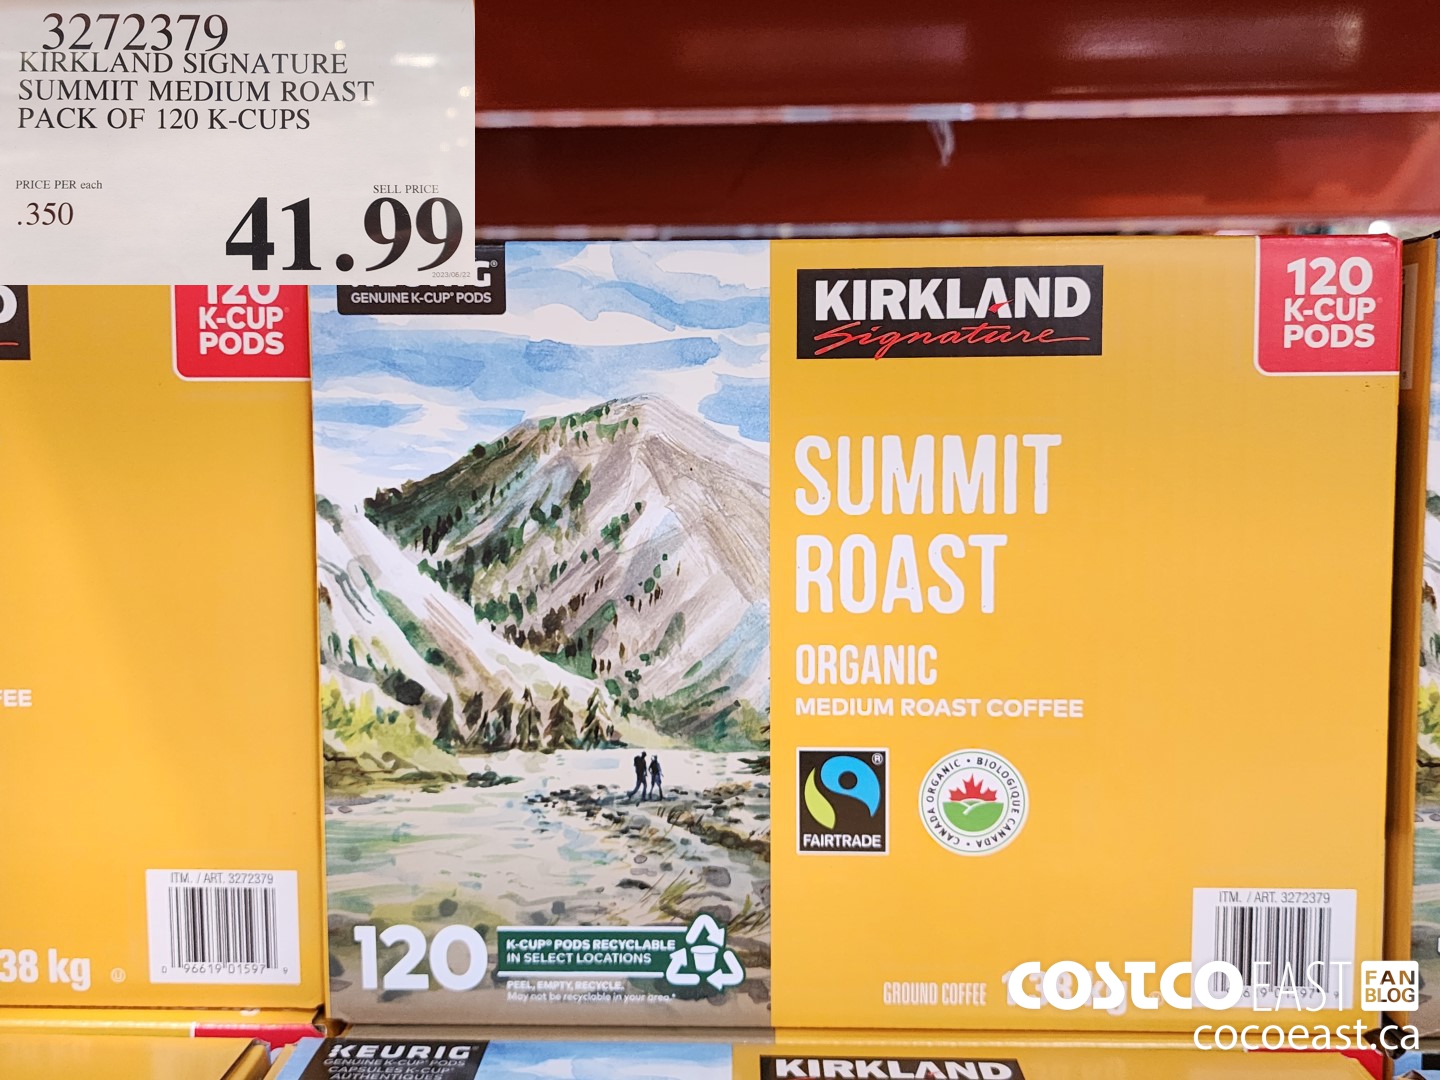 3272379
KIRKLAND SIGNATURE
SUMMIT MEDIUM ROAST
PACK OF 120 K-CUPS
PRICE PER each
.350
SELL PRICE
41.99
2023/08/22
120
K-CUP
PODS
GENUINE K-CUP® PODS
KIRKLAND
Signature
120
K-CUP®
PODS
SUMMIT
ROAST
ORGANIC
MEDIUM ROAST COFFEE
FAIRTRADE
®
CANADA ORGANIC • BIOLOGIQUE CANADA •
ITM. / ART. 3272379
0 96619 01597 9
38 kg
120
K-CUP® PODS RECYCLABLE
IN SELECT LOCATIONS
PEEL, EMPTY, RECYCLE.
May not be recyclable in your area.*
ITM. / ART. 3272379
GROUND COFFEE
COSTCO EAST FAN BLOG
cocoeast.ca
KEURIG
GENUINE K-CUP® PODS
CAPSULES K-CUP®
AUTHENTIQUES
KIRKLAND